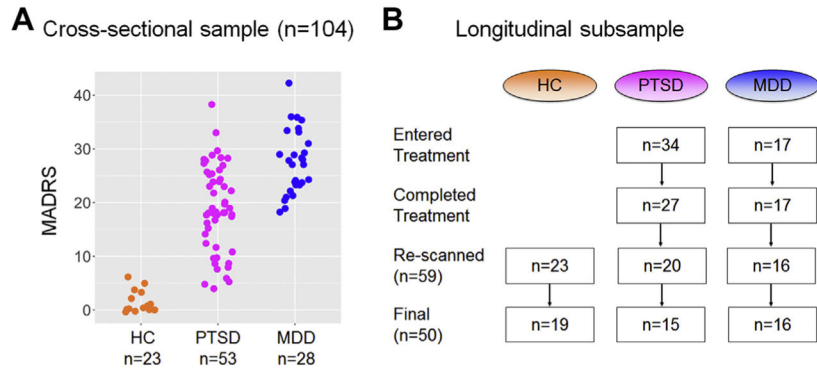 A Cross-sectional sample (n=104)
MADRS
40
30
20
10
0
HC PTSD MDD
n=23 n=53 n=28
B Longitudinal subsample
HC PTSD MDD
Entered
Treatment
n=34 n=17
Completed
Treatment
n=27 n=17
Re-scanned
(n=59)
n=23 n=20 n=16
Final
(n=50)
n=19 n=15 n=16